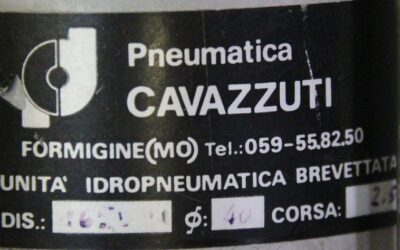 Pneumatica
CAVAZZUTI
FORMIGINE(MO) Tel.:059-55.82.50
UNITA' IDROPNEUMATICA BREVETTATA
DIS.: ø: 40 CORSA: